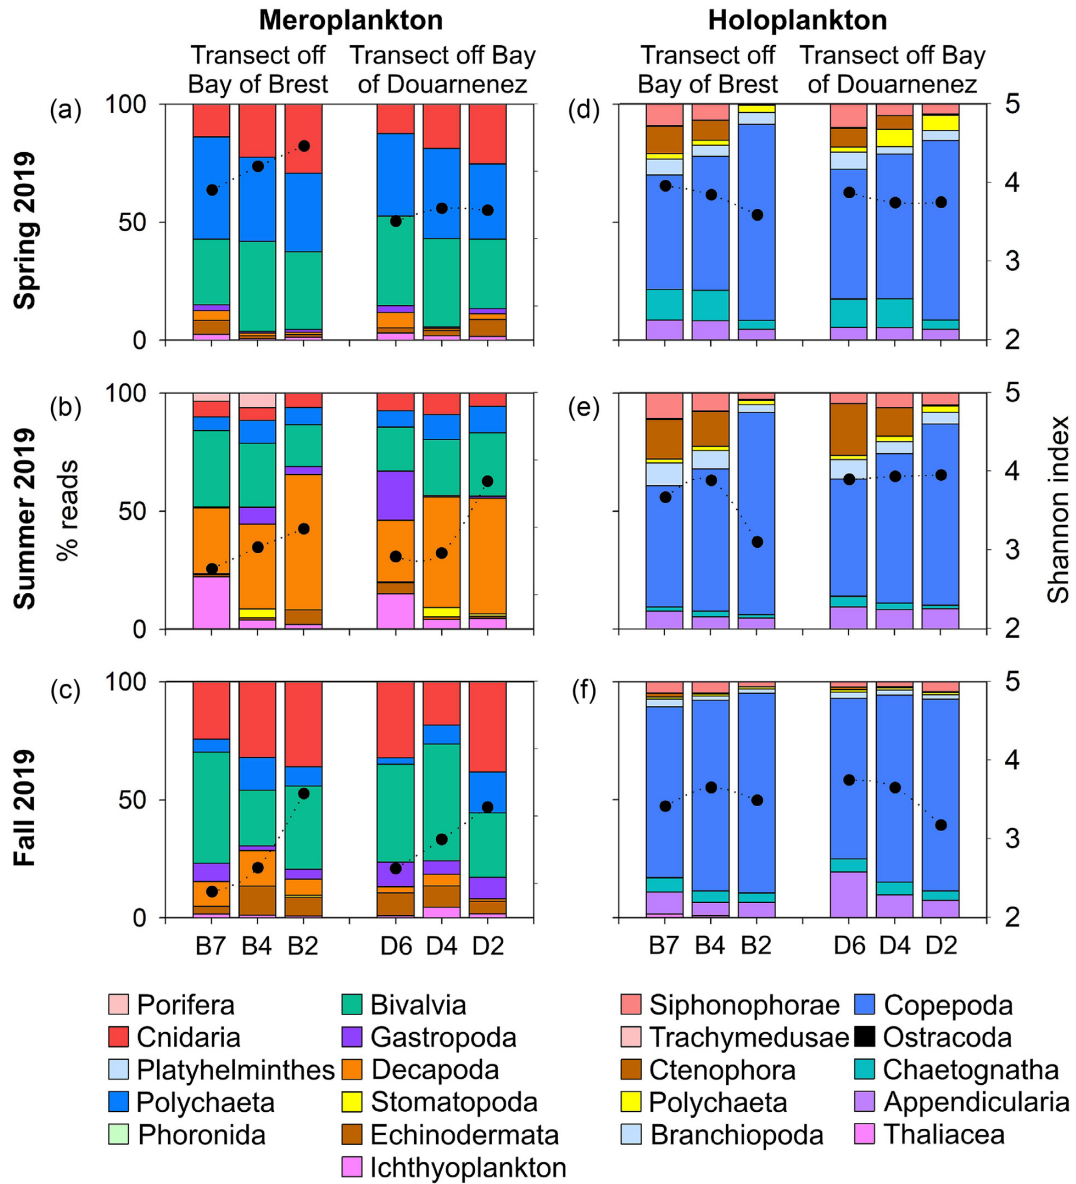 Meroplankton
Holoplankton
Transect off
Bay of Brest
Transect off Bay
of Douarnenez
Transect off
Bay of Brest
Transect off Bay
of Douarnenez
(a)
100
50
0
Spring 2019
(d)
5
4
3
2
(b)
100
50
0
Summer 2019
% reads
(e)
5
4
3
2
Shannon index
(c)
100
50
0
Fall 2019
(f)
5
4
3
2
B7 B4 B2 D6 D4 D2
B7 B4 B2 D6 D4 D2
Porifera
Cnidaria
Platyhelminthes
Polychaeta
Phoronida
Bivalvia
Gastropoda
Decapoda
Stomatopoda
Echinodermata
Ichthyoplankton
Siphonophorae
Trachymedusae
Ctenophora
Polychaeta
Branchiopoda
Copepoda
Ostracoda
Chaetognatha
Appendicularia
Thaliacea